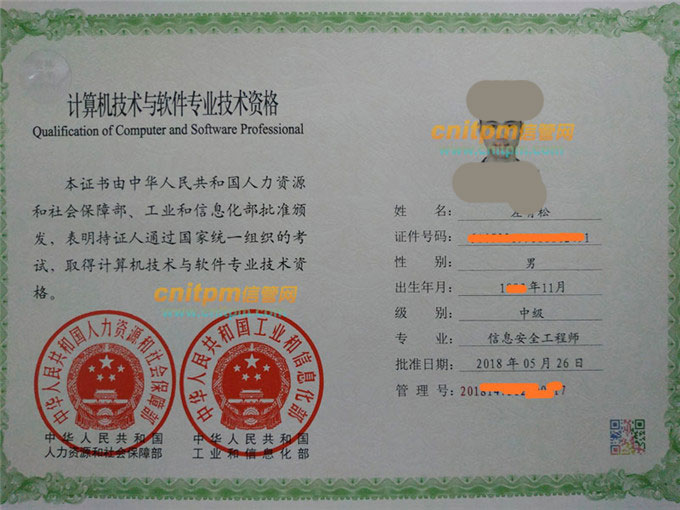 计算机技术与软件专业技术资格
Qualification of Computer and Software Professional
本证书由中华人民共和国人力资源
和社会保障部、工业和信息化部批准颁
发，表明持证人通过国家统一组织的考
试，取得计算机技术与软件专业技术资
格。
cnitpm信管网
中华人民共和国人力资源和社会保障部
中华人民共和国工业和信息化部
中华人民共和国
人力资源和社会保障部
中华人民共和国
工业和信息化部
cnitpm信管网
姓 名：
证件号码：
性 别： 男
出生年月： 年11月
级 别： 中级
专 业： 信息安全工程师
批准日期： 2018 年 05 月 26 日
管 理 号：